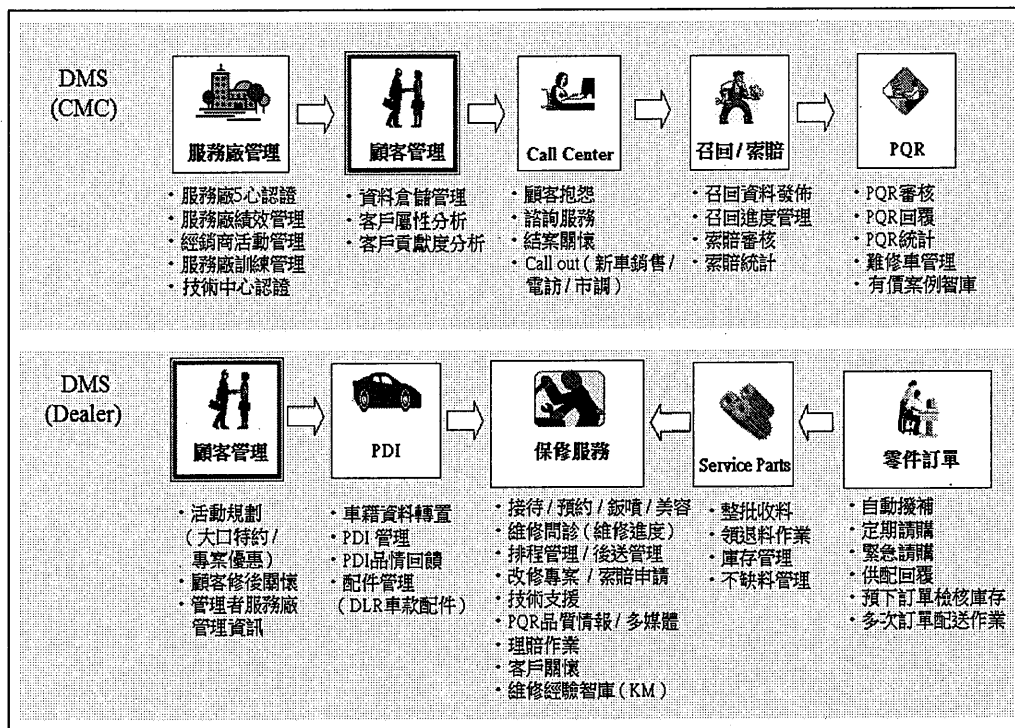 DMS
(CMC)
服務廠管理
・服務廠5心認證
・服務廠績效管理
・經銷商活動管理
・服務廠訓練管理
・技術中心認證
顧客管理
・資料倉儲管理
・客戶屬性分析
・客戶貢獻度分析
Call Center
・顧客抱怨
・諮詢服務
・結案關懷
・Call out（新車銷售/
電訪/市調）
召回/索賠
・召回資料發佈
・召回進度管理
・索賠審核
・索賠統計
PQR
・PQR審核
・PQR回覆
・PQR統計
・難修車管理
・有價案例智庫
DMS
(Dealer)
顧客管理
・活動規劃
（大口特約/
專案優惠）
・顧客修後關懷
・管理者服務廠
管理資訊
PDI
・車籍資料轉置
・PDI 管理
・PDI品情回饋
・配件管理
（DLR車款配件）
保修服務
・接待/預約/鈑噴/美容
・維修問診（維修進度）
・排程管理/後送管理
・改修專案/索賠申請
・技術支援
・PQR品質情報/多媒體
・理賠作業
・客戶關懷
・維修經驗智庫（KM）
Service Parts
・整批收料
・領退料作業
・庫存管理
・不缺料管理
零件訂單
・自動撥補
・定期請購
・緊急請購
・供配回覆
・預下訂單檢核庫存
・多次訂單配送作業